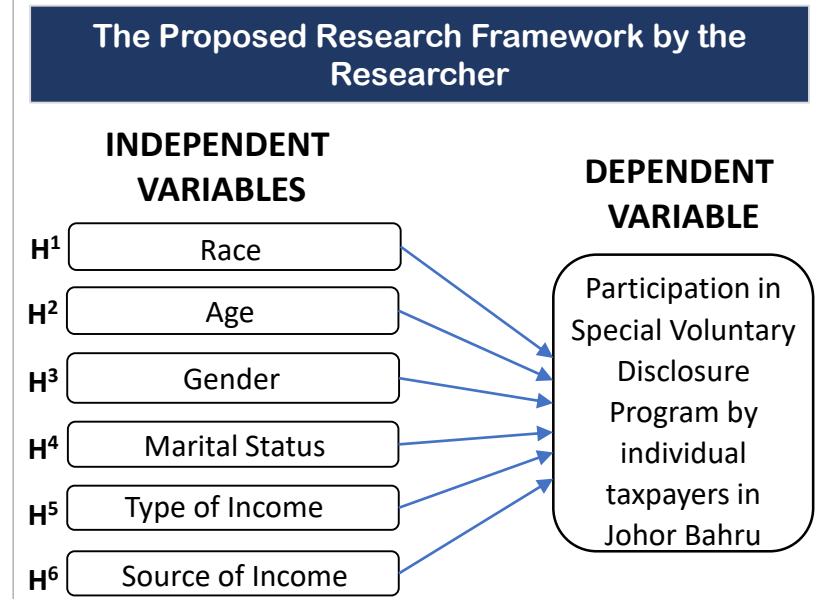 The Proposed Research Framework by the
Researcher
INDEPENDENT
VARIABLES
H¹ Race
H² Age
H³ Gender
H⁴ Marital Status
H⁵ Type of Income
H⁶ Source of Income
DEPENDENT
VARIABLE
Participation in
Special Voluntary
Disclosure
Program by
individual
taxpayers in
Johor Bahru